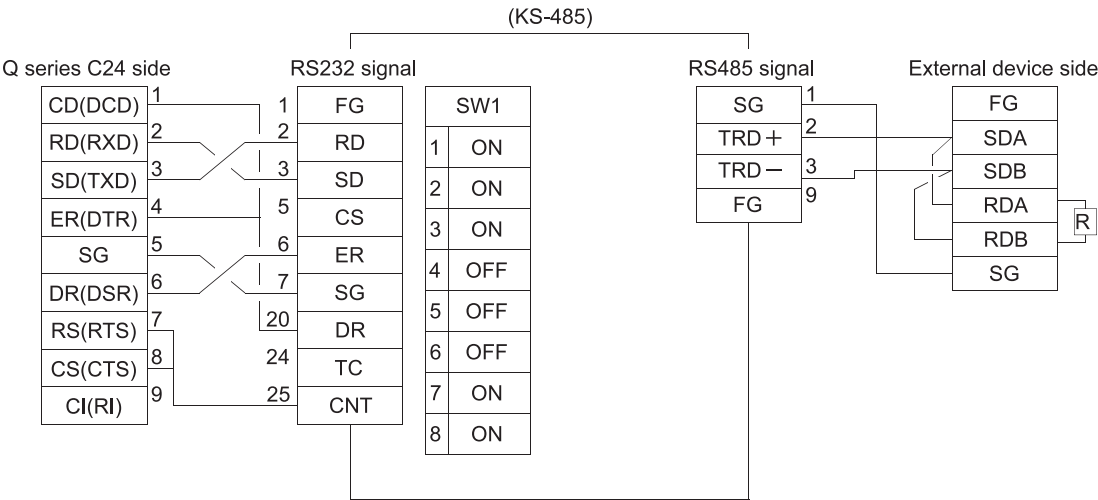 (KS-485)
Q series C24 side
RS232 signal
RS485 signal
External device side
CD(DCD) 1
RD(RXD) 2
SD(TXD) 3
ER(DTR) 4
SG 5
DR(DSR) 6
RS(RTS) 7
CS(CTS) 8
CI(RI) 9
1 FG
2 RD
3 SD
5 CS
6 ER
7 SG
20 DR
24 TC
25 CNT
SW1
1 ON
2 ON
3 ON
4 OFF
5 OFF
6 OFF
7 ON
8 ON
SG 1
TRD+ 2
TRD− 3
FG 9
FG
SDA
SDB
RDA
RDB
SG
R